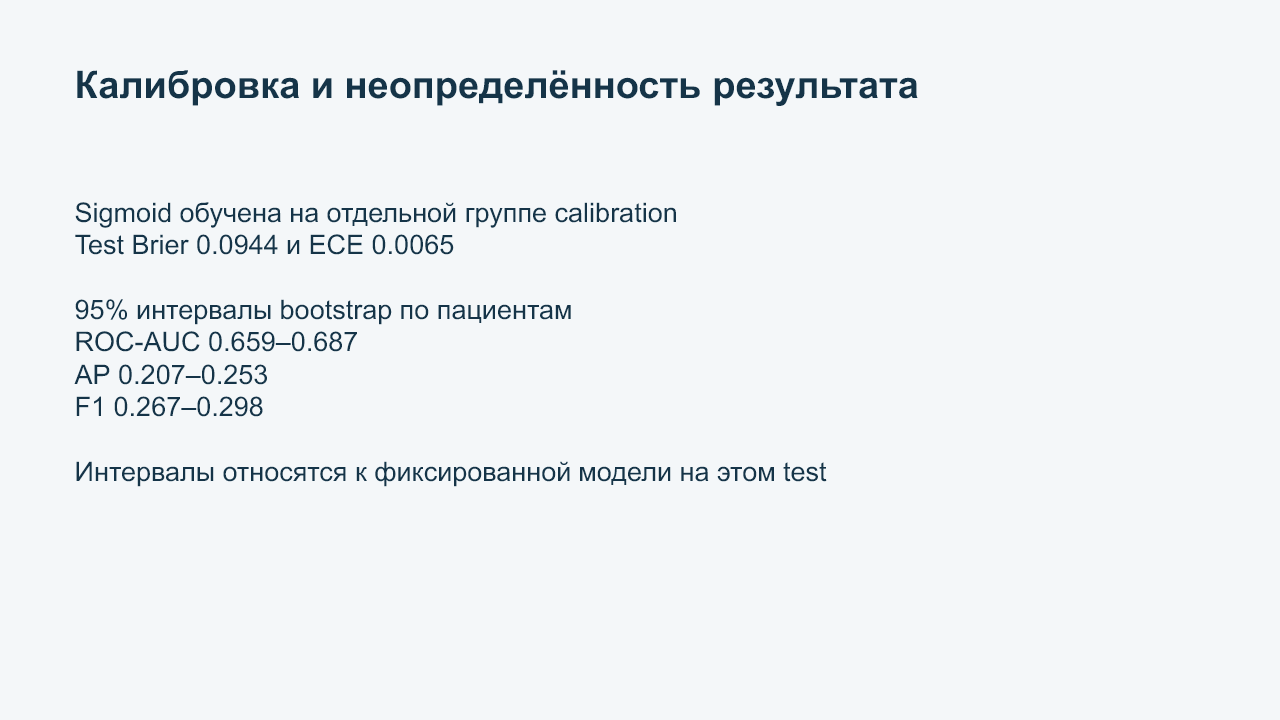 Калибровка и неопределённость результата
Sigmoid обучена на отдельной группе calibration
Test Brier 0.0944 и ECE 0.0065
95% интервалы bootstrap по пациентам
ROC-AUC 0.659–0.687
AP 0.207–0.253
F1 0.267–0.298
Интервалы относятся к фиксированной модели на этом test